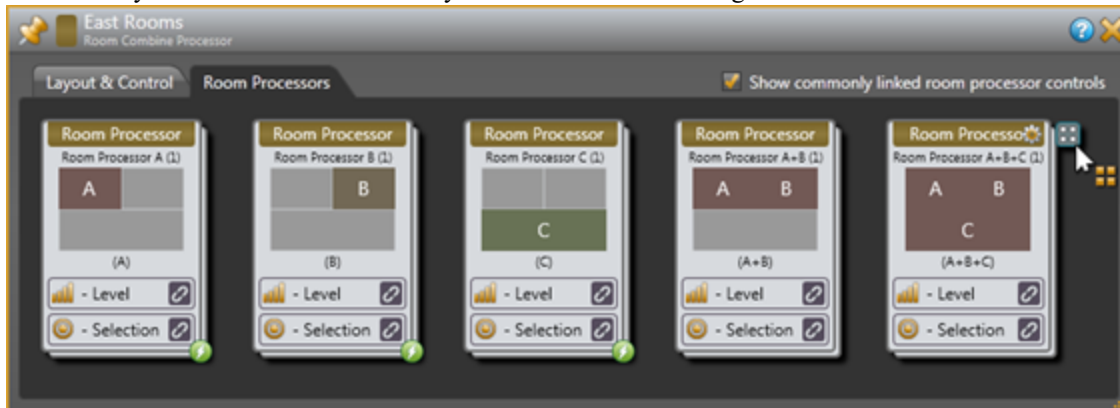 East Rooms
Room Combine Processor
Layout & Control
Room Processors
Show commonly linked room processor controls
Room Processor
Room Processor A (1)
A
(A)
- Level
- Selection
Room Processor
Room Processor B (1)
B
(B)
- Level
- Selection
Room Processor
Room Processor C (1)
C
(C)
- Level
- Selection
Room Processor
Room Processor A+B (1)
A B
(A+B)
- Level
- Selection
Room Processo
Room Processor A+B+C (1)
A B
C
(A+B+C)
- Level
- Selection